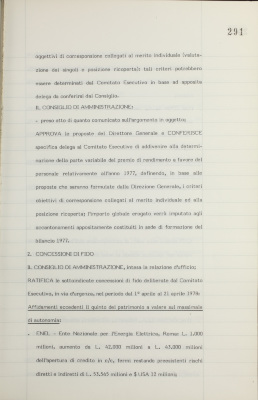 291
oggettivi di corresponsione collegati al merito individuale (valuta-
zione dei singoli e posizione ricoperta); tali criteri potrebbero
essere determinati dal Comitato Esecutivo in base ad apposita
delega da conferirsi dal Consiglio.
IL CONSIGLIO DI AMMINISTRAZIONE:
- preso atto di quanto comunicato sull'argomento in oggetto
APPROVA la proposta del Direttore Generale e CONFERISCE
specifica delega al Comitato Esecutivo di addivenire alla determi-
nazione della parte variabile del premio di rendimento a favore del
personale relativamente all'anno 1977, definendo, in base alle
proposte che saranno formulate dalla Direzione Generale, i criteri
obiettivi di corresponsione collegati al merito individuale ed alla
posizione ricoperta; l'importo globale erogato verrà imputato agli
accantonamenti appositamente costituiti in sede di formazione del
bilancio 1977.
2. CONCESSIONE DI FIDO
IL CONSIGLIO DI AMMINISTRAZIONE, intesa la relazione d'ufficio,
RATIFICA le sottonotate concessioni di fido deliberate dal Comitato
Esecutivo, in via d'urgenza, nel periodo dal 1° aprile al 21 aprile 1978:
Affidamenti eccedenti il quinto del patrimonio a valere sul massimale
di autonomia:
. ENEL - Ente Nazionale per l'Energia Elettrica, Roma: L. 1.000
milioni, aumento da L. 42.000 milioni a L. 43.000 milioni
dell'apertura di credito in c/c, fermi restando preesistenti rischi
diretti e indiretti di L. 53.365 milioni e $ USA 12 milioni;